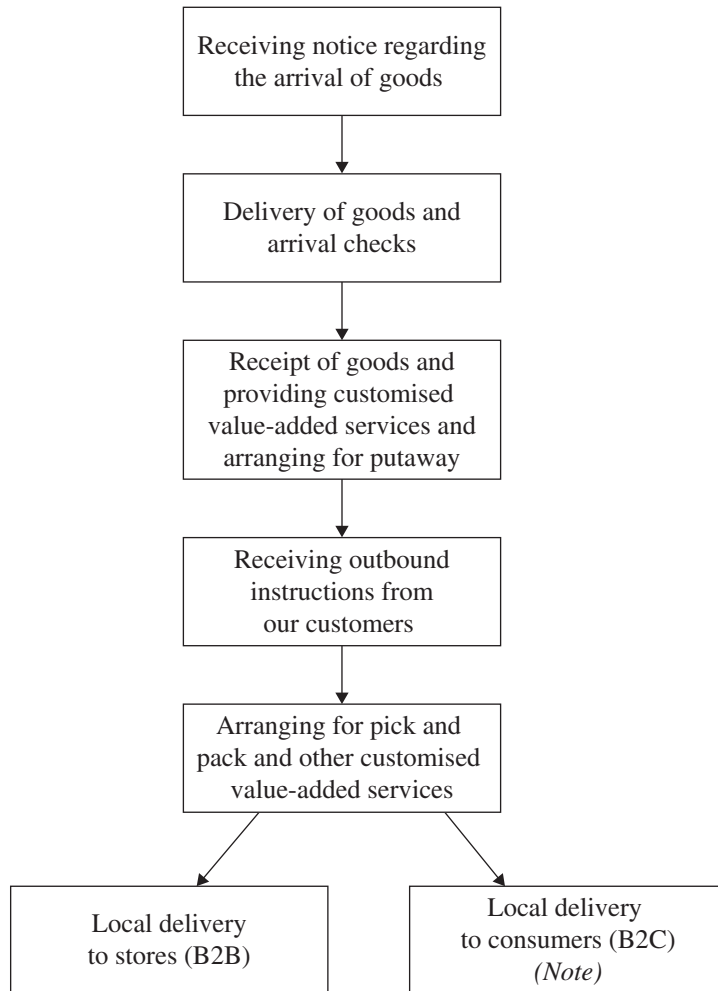 Receiving notice regarding
the arrival of goods
Delivery of goods and
arrival checks
Receipt of goods and
providing customised
value-added services and
arranging for putaway
Receiving outbound
instructions from
our customers
Arranging for pick and
pack and other customised
value-added services
Local delivery
to stores (B2B)
Local delivery
to consumers (B2C)
(Note)